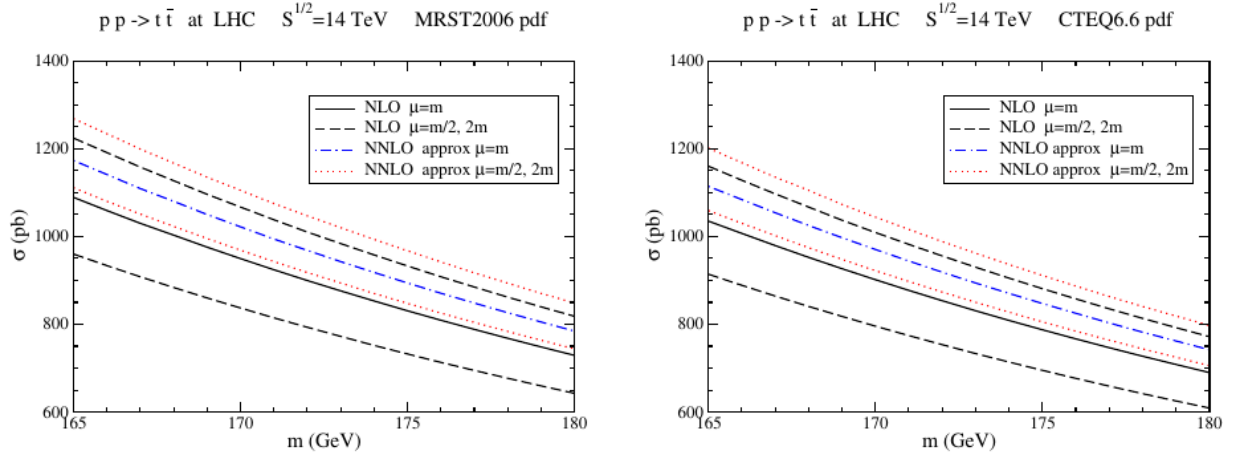 p p -> t t̄ at LHC S^1/2=14 TeV MRST2006 pdf
1400
1200
1000
800
600
σ (pb)
NLO μ=m
NLO μ=m/2, 2m
NNLO approx μ=m
NNLO approx μ=m/2, 2m
165 170 175 180
m (GeV)
p p -> t t̄ at LHC S^1/2=14 TeV CTEQ6.6 pdf
1400
1200
1000
800
600
σ (pb)
NLO μ=m
NLO μ=m/2, 2m
NNLO approx μ=m
NNLO approx μ=m/2, 2m
165 170 175 180
m (GeV)